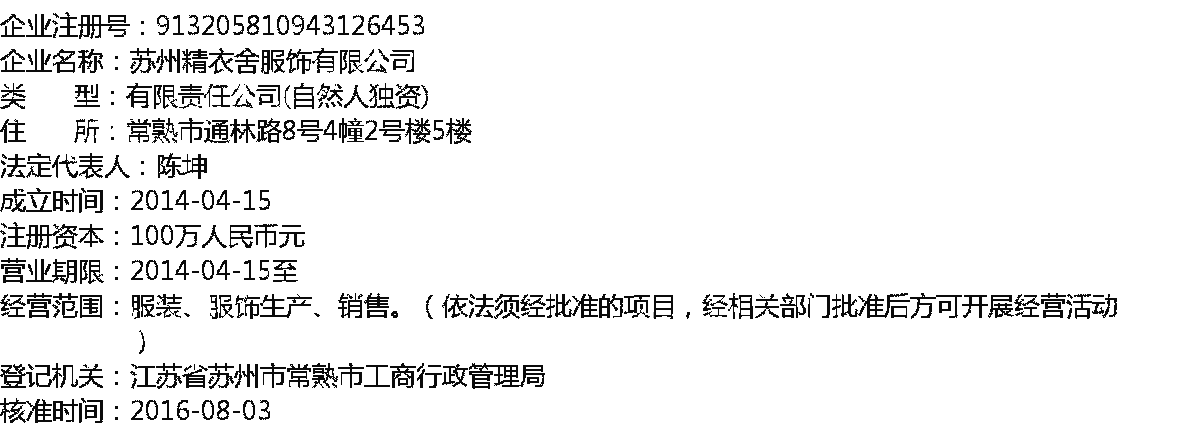 企业注册号：913205810943126453
企业名称：苏州精衣舍服饰有限公司
类　　型：有限责任公司(自然人独资)
住　　所：常熟市通林路8号4幢2号楼5楼
法定代表人：陈坤
成立时间：2014-04-15
注册资本：100万人民币元
营业期限：2014-04-15至
经营范围：服装、服饰生产、销售。（依法须经批准的项目，经相关部门批准后方可开展经营活动
）
登记机关：江苏省苏州市常熟市工商行政管理局
核准时间：2016-08-03